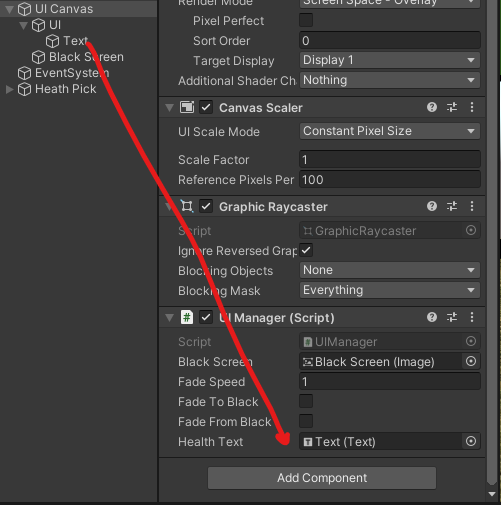 UI Canvas
UI
Text
Black Screen
EventSystem
Heath Pick
Render Mode Screen Space - Overlay
Pixel Perfect
Sort Order 0
Target Display Display 1
Additional Shader Ch Nothing
Canvas Scaler
UI Scale Mode Constant Pixel Size
Scale Factor 1
Reference Pixels Per 100
Graphic Raycaster
Script GraphicRaycaster
Ignore Reversed Grap
Blocking Objects None
Blocking Mask Everything
# UI Manager (Script)
Script # UIManager
Black Screen Black Screen (Image)
Fade Speed 1
Fade To Black
Fade From Black
Health Text T Text (Text)
Add Component